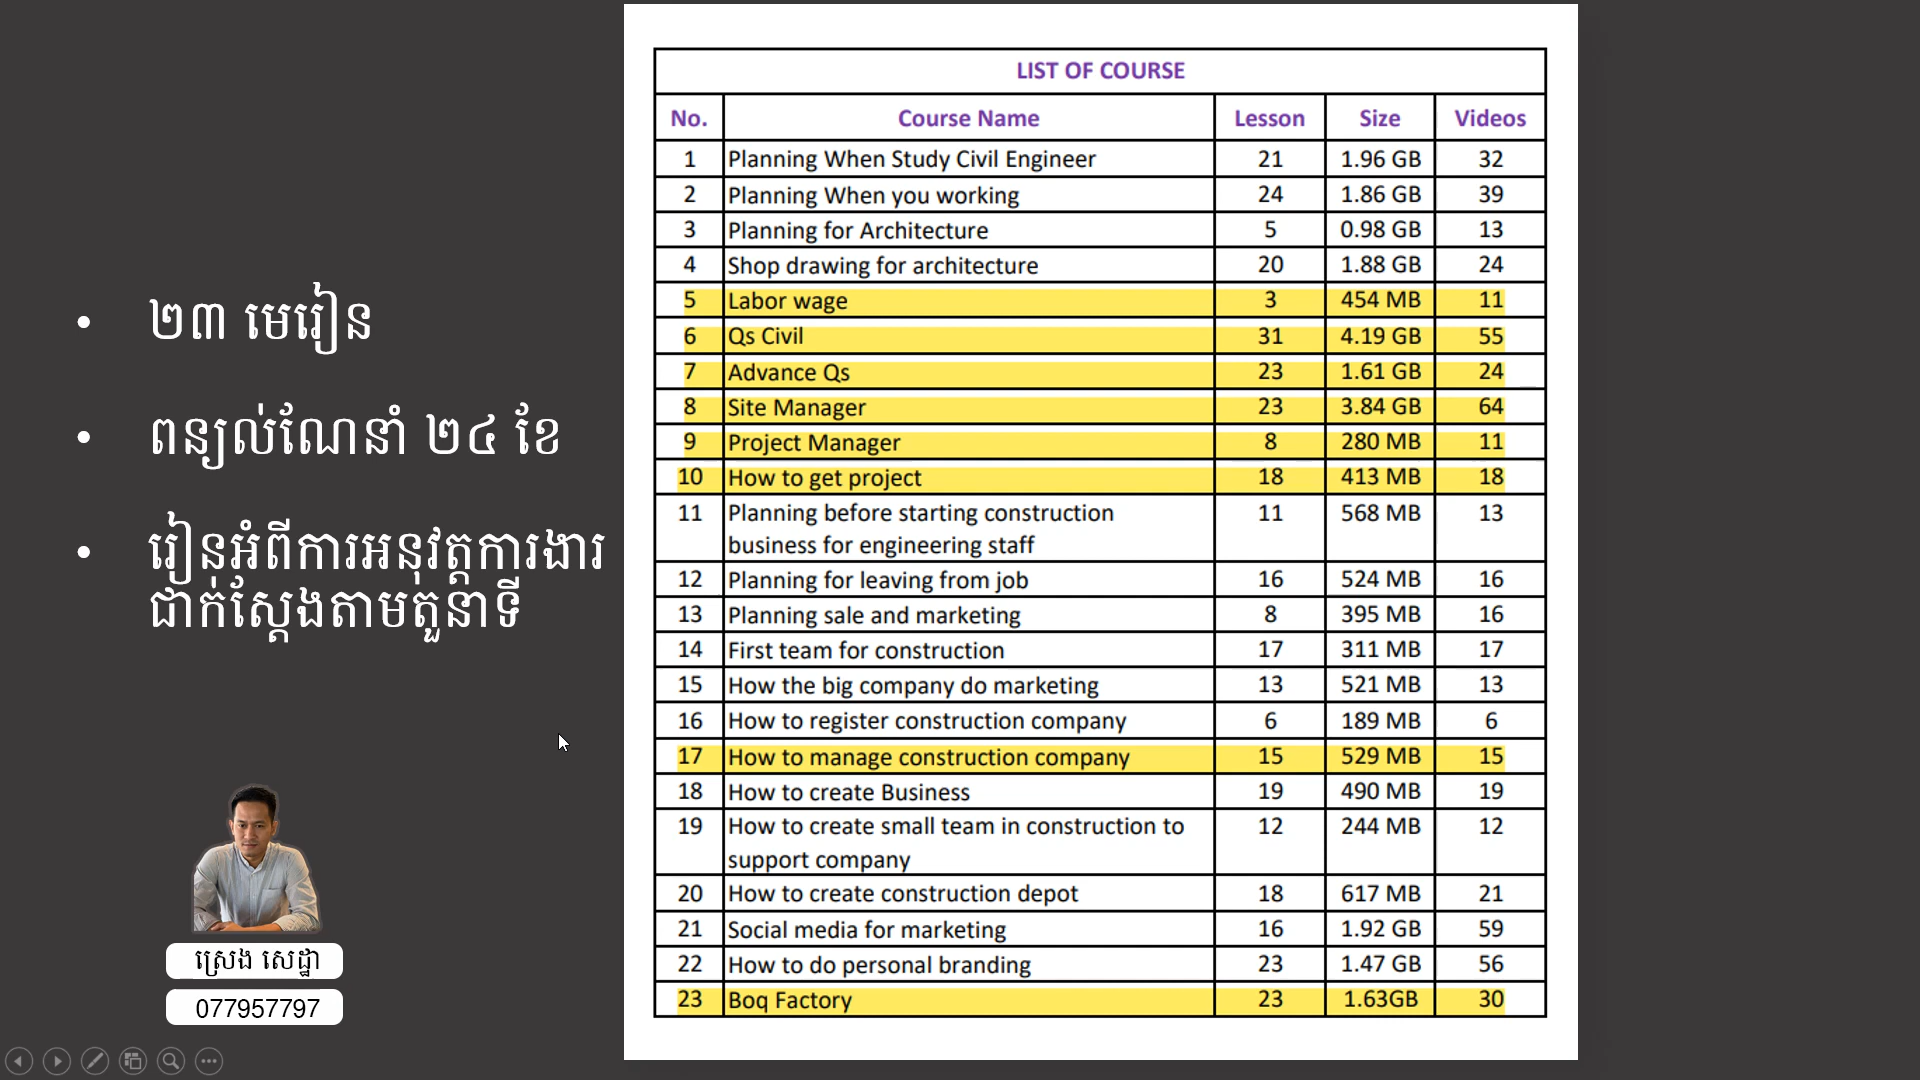 • ២៣ មេរៀន
• ពន្យល់ណែនាំ ២៤ ខែ
• រៀនអំពីការអនុវត្តការងារ
ជាក់ស្តែងតាមតួនាទី
ស្រេង សេដ្ឋា
077957797
LIST OF COURSE
No. Course Name Lesson Size Videos
1 Planning When Study Civil Engineer 21 1.96 GB 32
2 Planning When you working 24 1.86 GB 39
3 Planning for Architecture 5 0.98 GB 13
4 Shop drawing for architecture 20 1.88 GB 24
5 Labor wage 3 454 MB 11
6 Qs Civil 31 4.19 GB 55
7 Advance Qs 23 1.61 GB 24
8 Site Manager 23 3.84 GB 64
9 Project Manager 8 280 MB 11
10 How to get project 18 413 MB 18
11 Planning before starting construction 11 568 MB 13
business for engineering staff
12 Planning for leaving from job 16 524 MB 16
13 Planning sale and marketing 8 395 MB 16
14 First team for construction 17 311 MB 17
15 How the big company do marketing 13 521 MB 13
16 How to register construction company 6 189 MB 6
17 How to manage construction company 15 529 MB 15
18 How to create Business 19 490 MB 19
19 How to create small team in construction to 12 244 MB 12
support company
20 How to create construction depot 18 617 MB 21
21 Social media for marketing 16 1.92 GB 59
22 How to do personal branding 23 1.47 GB 56
23 Boq Factory 23 1.63GB 30